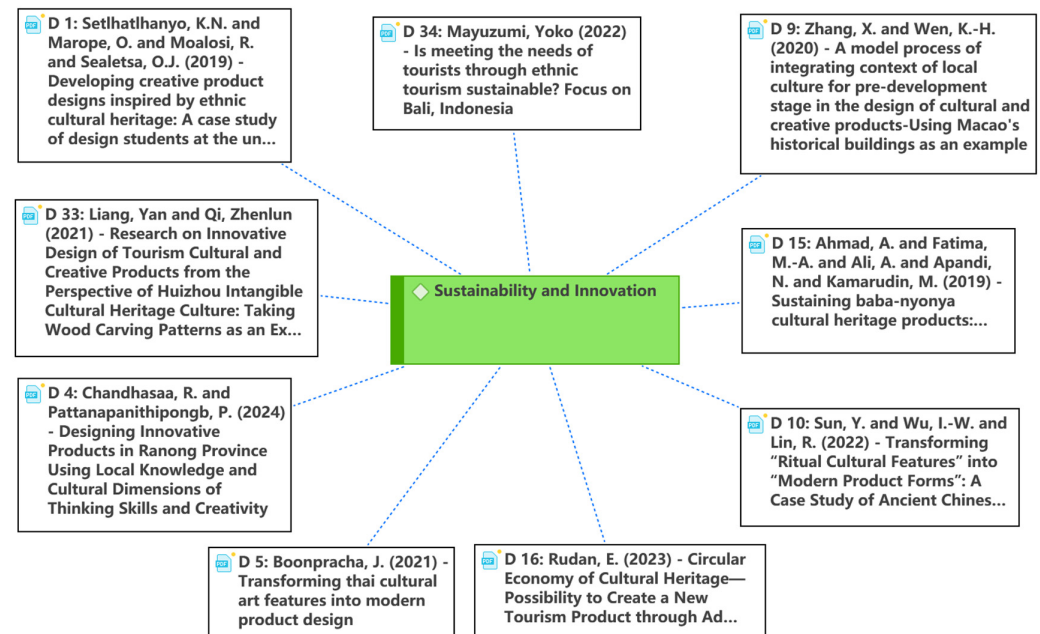 D 1: Setlhatlhanyo, K.N. and
Marope, O. and Moalosi, R.
and Sealetsa, O.J. (2019) -
Developing creative product
designs inspired by ethnic
cultural heritage: A case study
of design students at the un...
D 34: Mayuzumi, Yoko (2022)
- Is meeting the needs of
tourists through ethnic
tourism sustainable? Focus on
Bali, Indonesia
D 9: Zhang, X. and Wen, K.-H.
(2020) - A model process of
integrating context of local
culture for pre-development
stage in the design of cultural and
creative products-Using Macao's
historical buildings as an example
D 33: Liang, Yan and Qi, Zhenlun
(2021) - Research on Innovative
Design of Tourism Cultural and
Creative Products from the
Perspective of Huizhou Intangible
Cultural Heritage Culture: Taking
Wood Carving Patterns as an Ex...
Sustainability and Innovation
D 15: Ahmad, A. and Fatima,
M.-A. and Ali, A. and Apandi,
N. and Kamarudin, M. (2019) -
Sustaining baba-nyonya
cultural heritage products:...
D 4: Chandhasaa, R. and
Pattanapanithipongb, P. (2024)
- Designing Innovative
Products in Ranong Province
Using Local Knowledge and
Cultural Dimensions of
Thinking Skills and Creativity
D 10: Sun, Y. and Wu, I.-W. and
Lin, R. (2022) - Transforming
“Ritual Cultural Features” into
“Modern Product Forms”: A
Case Study of Ancient Chines...
D 5: Boonpracha, J. (2021) -
Transforming thai cultural
art features into modern
product design
D 16: Rudan, E. (2023) - Circular
Economy of Cultural Heritage—
Possibility to Create a New
Tourism Product through Ad...